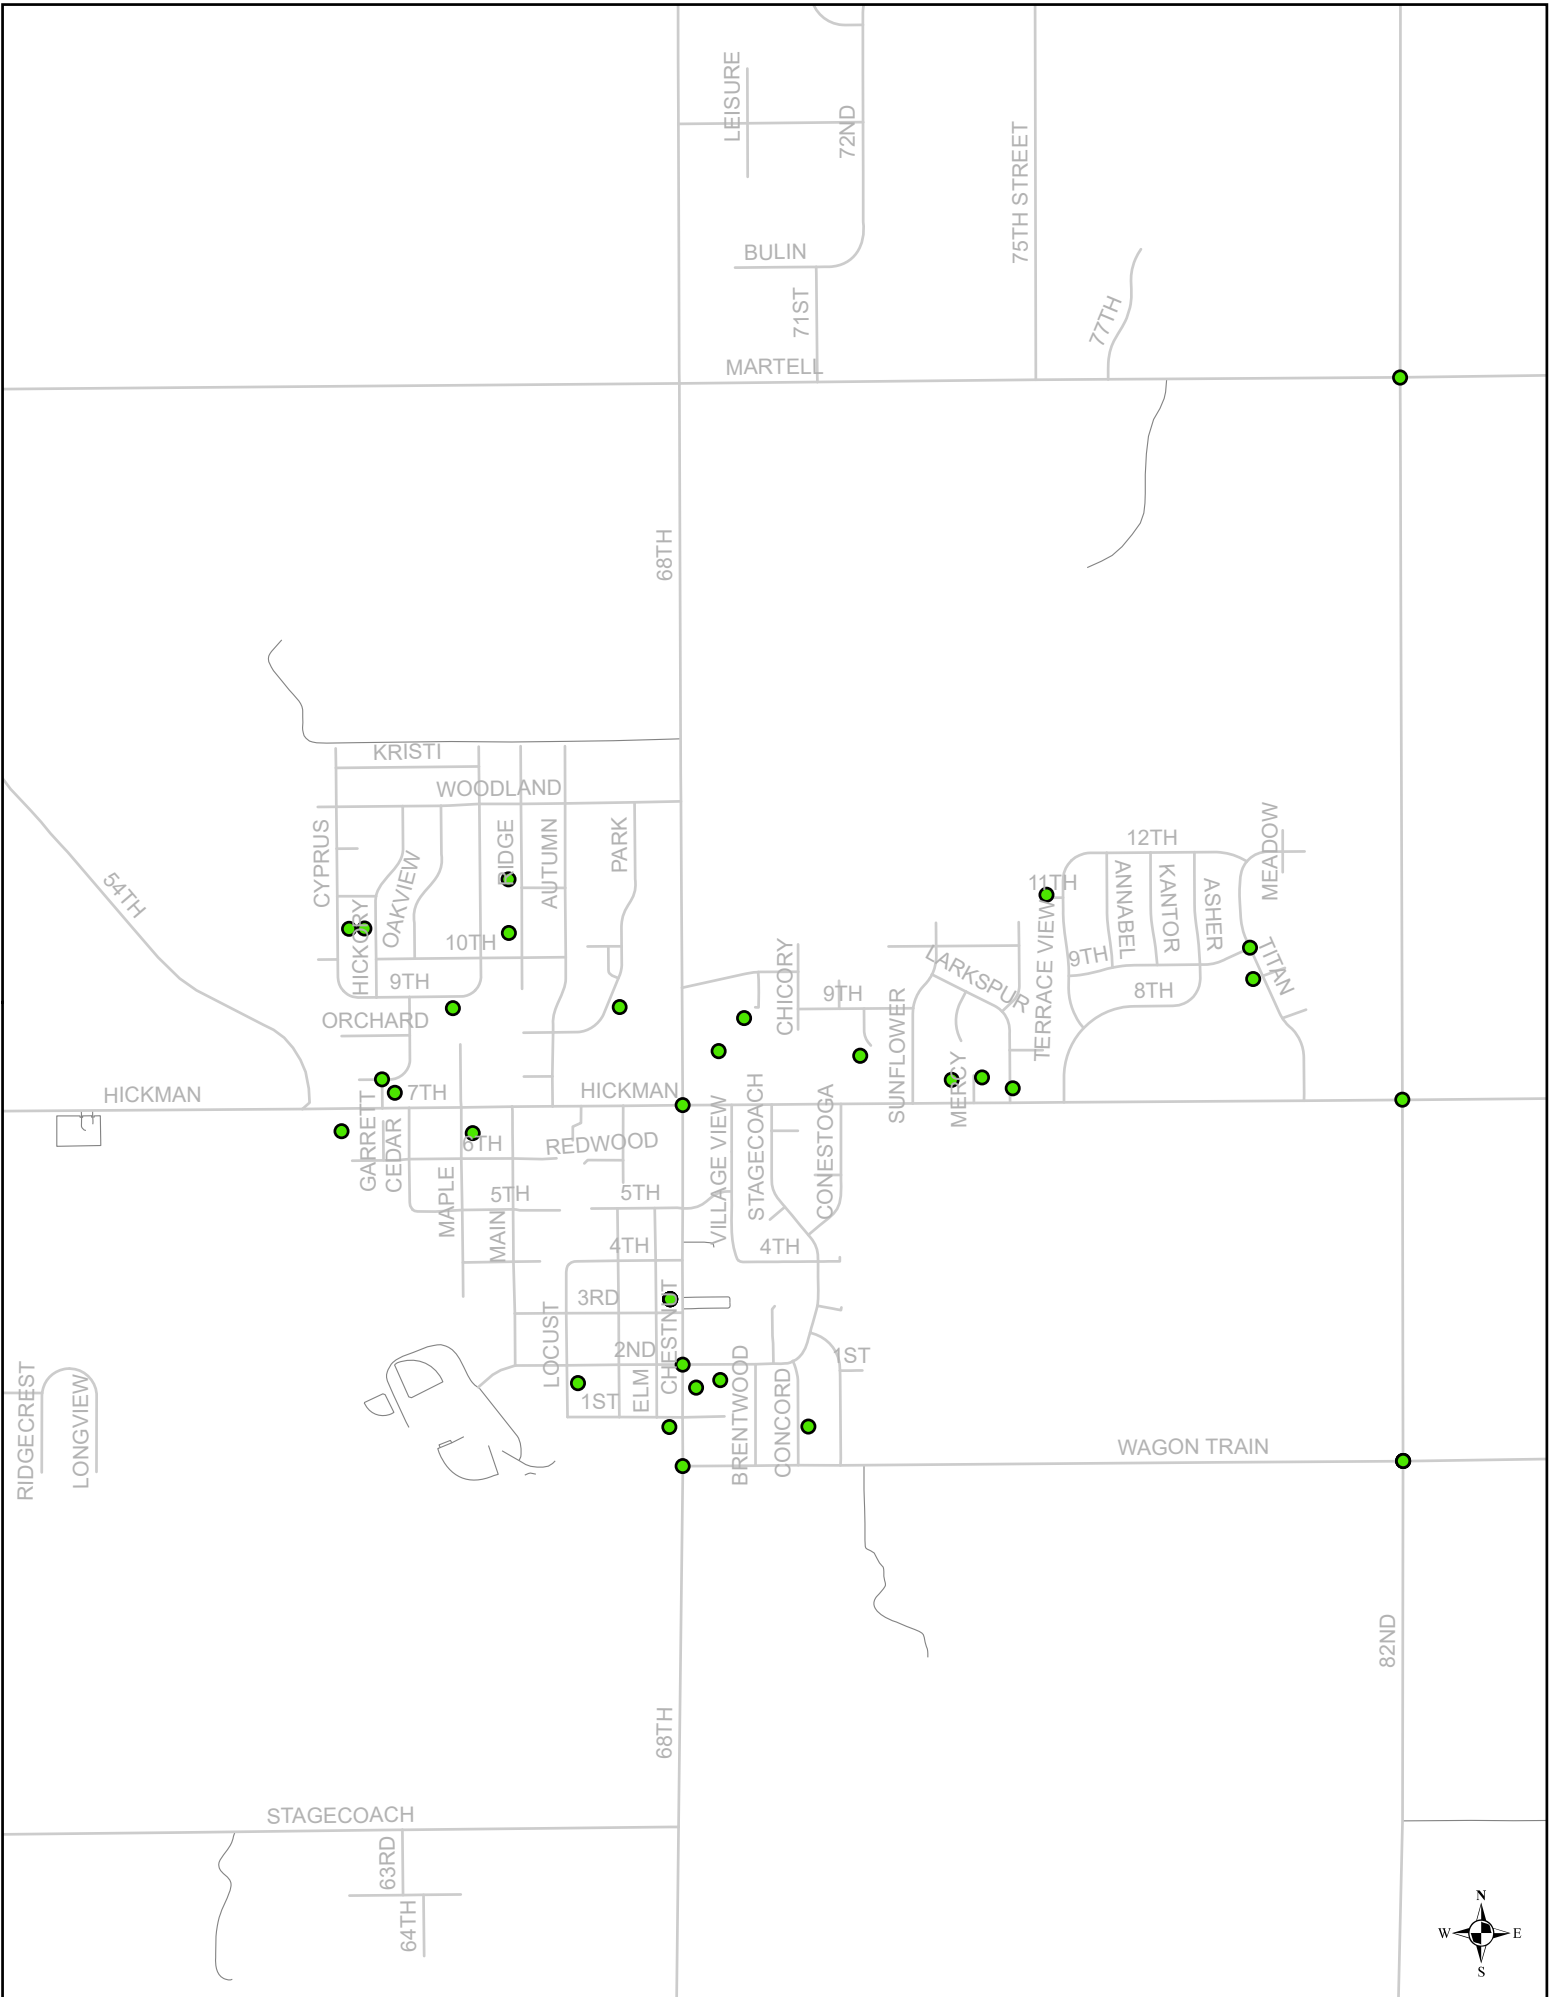 LEISURE
72ND
75TH STREET
BULIN
71ST
77TH
MARTELL
68TH
KRISTI
WOODLAND
CYPRUS
OAKVIEW
RIDGE
AUTUMN
PARK
54TH
HICKORY
10TH
9TH
ORCHARD
12TH
MEADOW
11TH
ANNABEL
KANTOR
ASHER
TITAN
9TH
8TH
LARKSPUR
TERRACE VIEW
CHICORY
9TH
SUNFLOWER
MERCY
HICKMAN
7TH
HICKMAN
GARRETT
CEDAR
6TH
REDWOOD
MAPLE
5TH
MAIN
5TH
VILLAGE VIEW
STAGECOACH
CONESTOGA
4TH
4TH
3RD
CHESTNUT
LOCUST
2ND
1ST
ELM
1ST
BRENTWOOD
CONCORD
RIDGECREST
LONGVIEW
WAGON TRAIN
82ND
68TH
STAGECOACH
63RD
64TH
N
W E
S